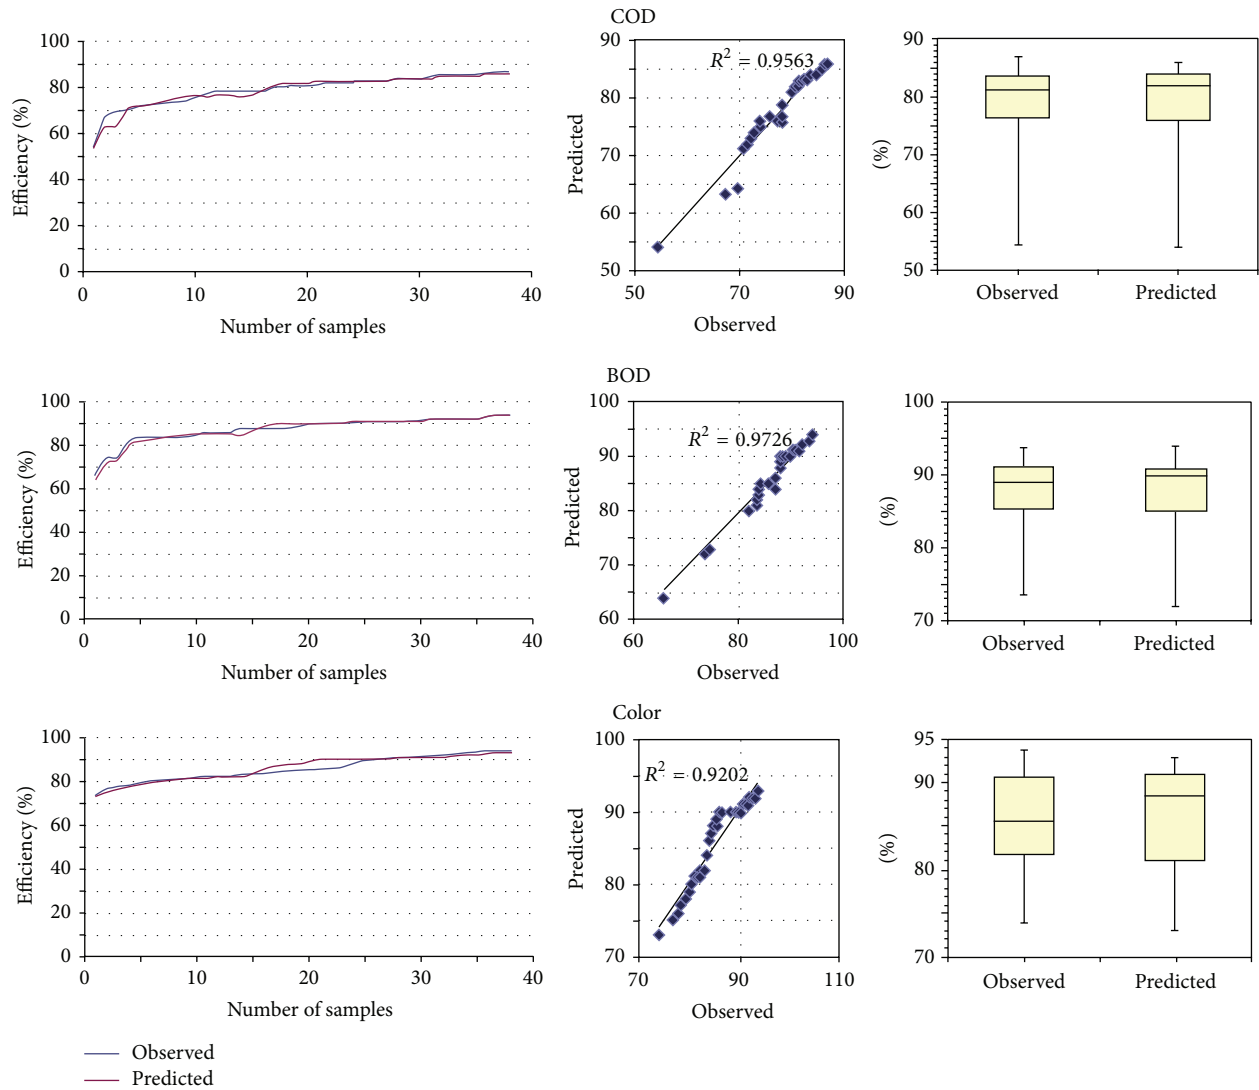 COD
100
80
60
40
20
0
0 10 20 30 40
Efficiency (%)
Number of samples
90
80
70
60
50
50 70 90
Predicted
Observed
R² = 0.9563
90
80
70
60
50
(%)
Observed Predicted
BOD
100
80
60
40
20
0
0 10 20 30 40
Efficiency (%)
Number of samples
100
90
80
70
60
60 80 100
Predicted
Observed
R² = 0.9726
100
90
80
70
(%)
Observed Predicted
Color
100
80
60
40
20
0
0 10 20 30 40
Efficiency (%)
Number of samples
100
90
80
70
70 90 110
Predicted
Observed
R² = 0.9202
95
90
80
70
(%)
Observed Predicted
Observed
Predicted